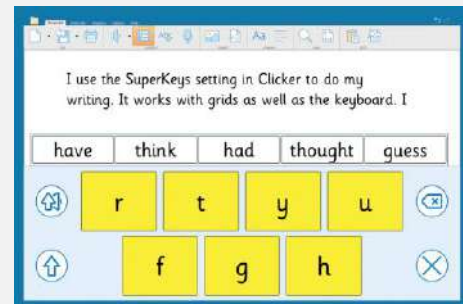 I use the SuperKeys setting in Clicker to do my
writing. It works with grids as well as the keyboard. I
have think had thought guess
r t y u
f g h